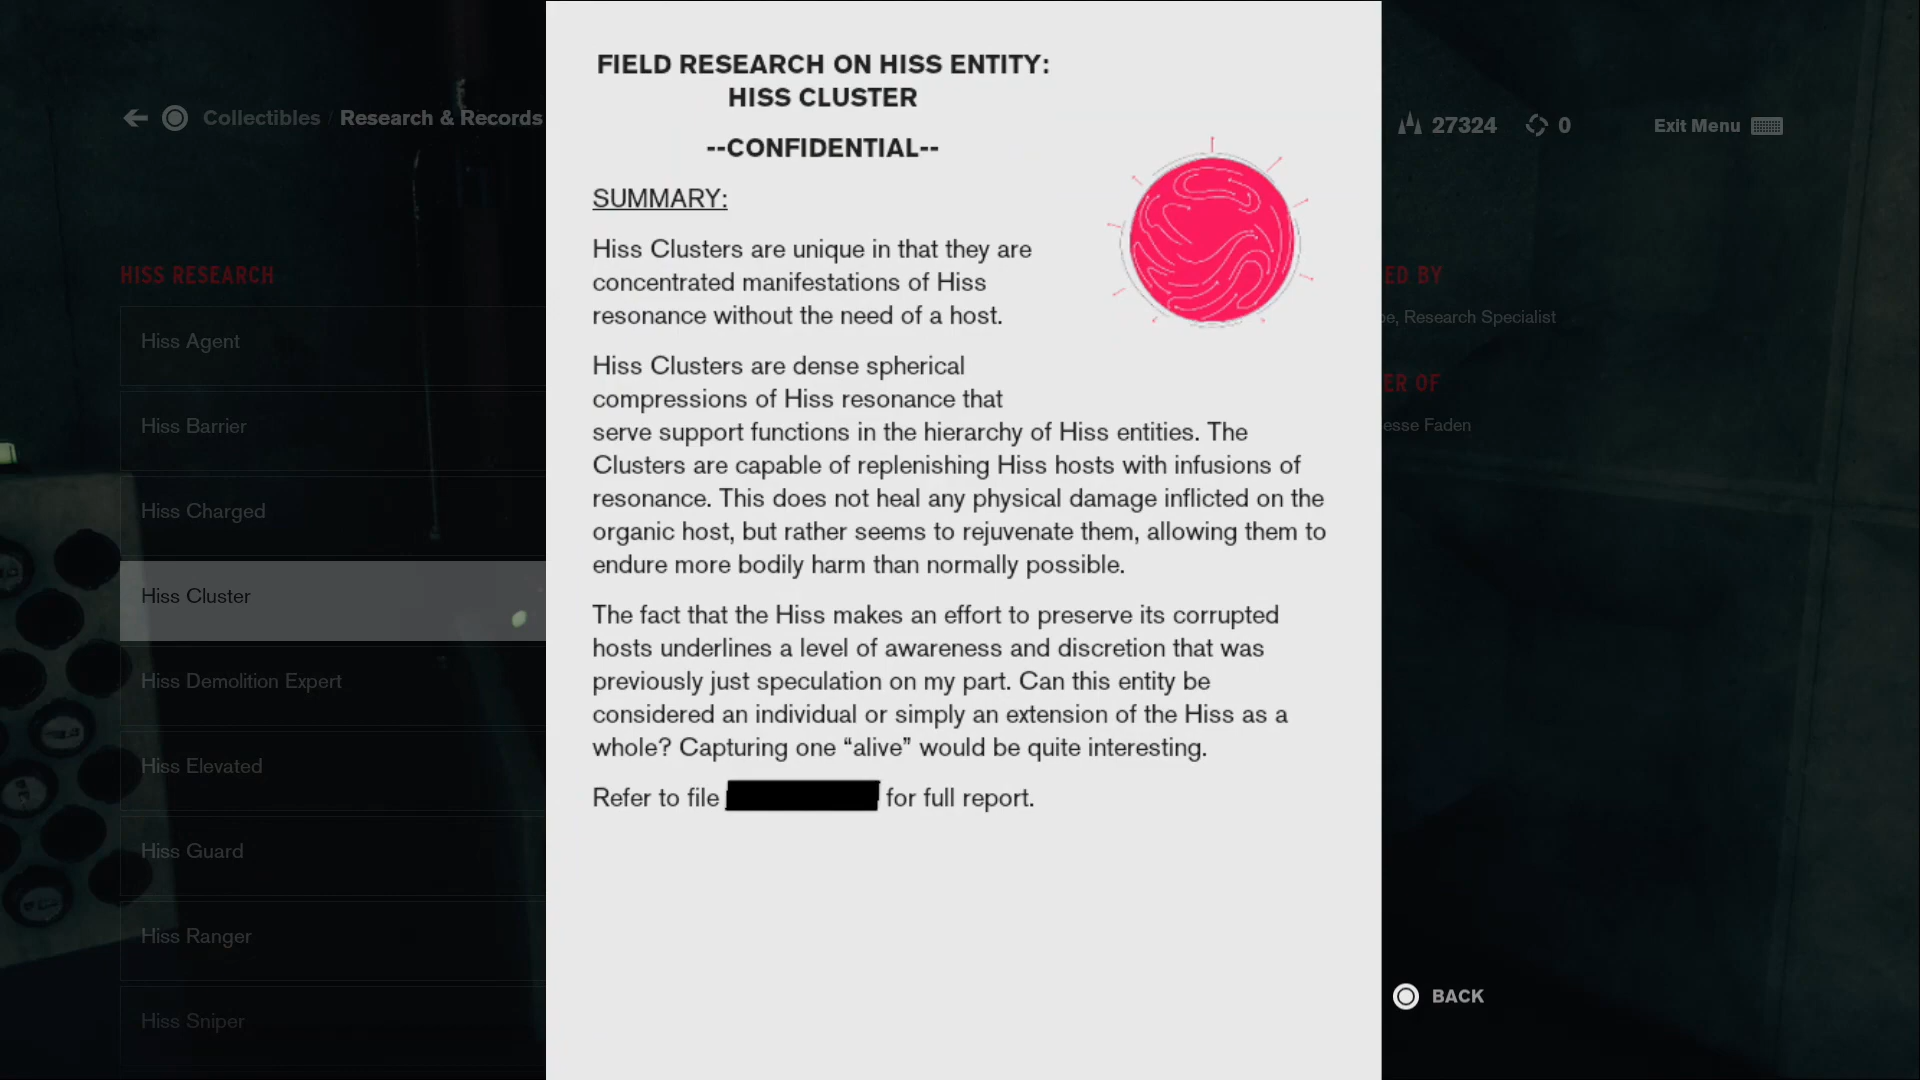 Collectibles / Research & Records
27324
0
Exit Menu
HISS RESEARCH
Hiss Agent
Hiss Barrier
Hiss Charged
Hiss Cluster
Hiss Demolition Expert
Hiss Elevated
Hiss Guard
Hiss Ranger
Hiss Sniper
FIELD RESEARCH ON HISS ENTITY:
HISS CLUSTER
--CONFIDENTIAL--
SUMMARY:
Hiss Clusters are unique in that they are
concentrated manifestations of Hiss
resonance without the need of a host.
Hiss Clusters are dense spherical
compressions of Hiss resonance that
serve support functions in the hierarchy of Hiss entities. The
Clusters are capable of replenishing Hiss hosts with infusions of
resonance. This does not heal any physical damage inflicted on the
organic host, but rather seems to rejuvenate them, allowing them to
endure more bodily harm than normally possible.
The fact that the Hiss makes an effort to preserve its corrupted
hosts underlines a level of awareness and discretion that was
previously just speculation on my part. Can this entity be
considered an individual or simply an extension of the Hiss as a
whole? Capturing one “alive” would be quite interesting.
Refer to file for full report.
BY
, Research Specialist
OF
Faden
BACK